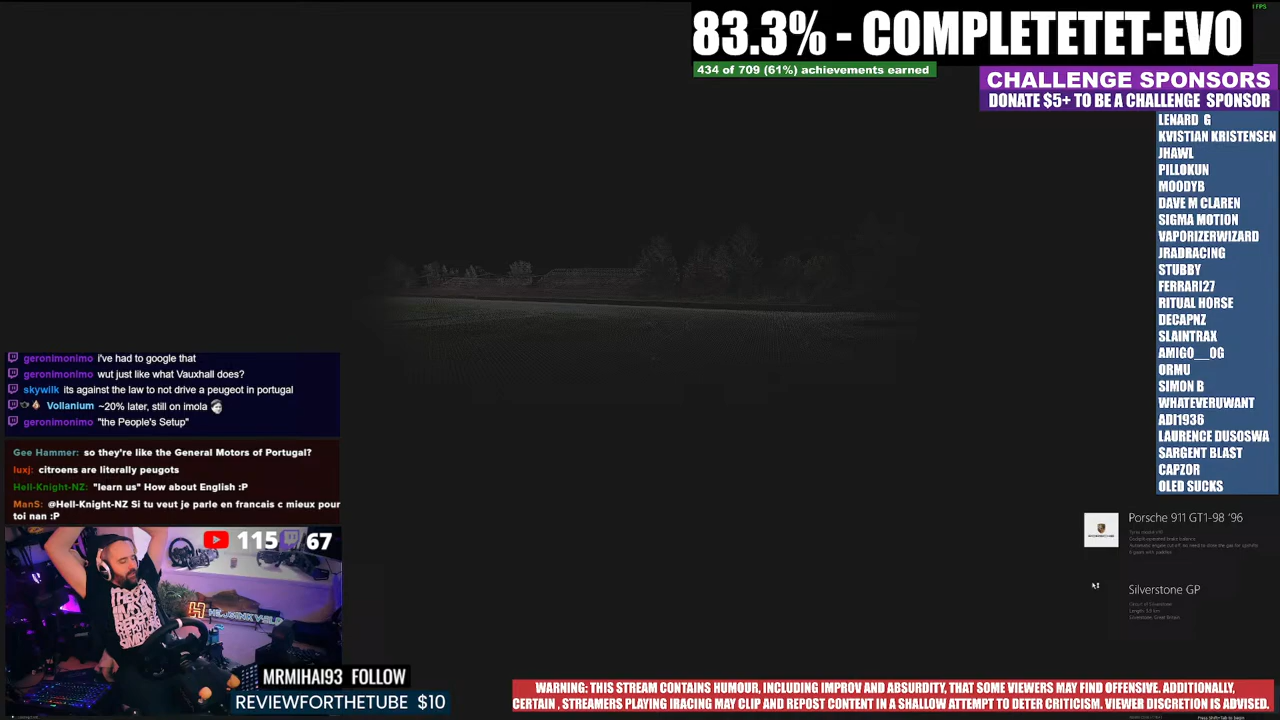 FPS
83.3% - COMPLETETET-EVO
434 of 709 (61%) achievements earned
CHALLENGE SPONSORS
DONATE $5+ TO BE A CHALLENGE SPONSOR
LENARD G
KVISTIAN KRISTENSEN
JHAWL
PILLOKUN
MOODYB
DAVE M CLAREN
SIGMA MOTION
VAPORIZERWIZARD
JRADRACING
STUBBY
FERRARI27
RITUAL HORSE
DECAPNZ
SLAINTRAX
AMIGO__OG
ORMU
SIMON B
WHATEVERUWANT
ADI1936
LAURENCE DUSOSWA
SARGENT BLAST
CAPZOR
OLED SUCKS
geronimonimo i've had to google that
geronimonimo wut just like what Vauxhall does?
skywilk its against the law to not drive a peugeot in portugal
Vollanium ~20% later, still on imola
geronimonimo "the People's Setup"
Gee Hammer: so they're like the General Motors of Portugal?
luxj: citroens are literally peugots
Hell-Knight-NZ: "learn us" How about English :P
ManS: @Hell-Knight-NZ Si tu veut je parle en francais c mieux pour
toi nan :P
115 67
Porsche 911 GT1-98 '96
Silverstone GP
Silverstone, Great Britain
MRMIHAI93 FOLLOW
REVIEWFORTHETUBE $10
WARNING: THIS STREAM CONTAINS HUMOUR, INCLUDING IMPROV AND ABSURDITY, THAT SOME VIEWERS MAY FIND OFFENSIVE. ADDITIONALLY,
CERTAIN , STREAMERS PLAYING IRACING MAY CLIP AND REPOST CONTENT IN A SHALLOW ATTEMPT TO DETER CRITICISM. VIEWER DISCRETION IS ADVISED.